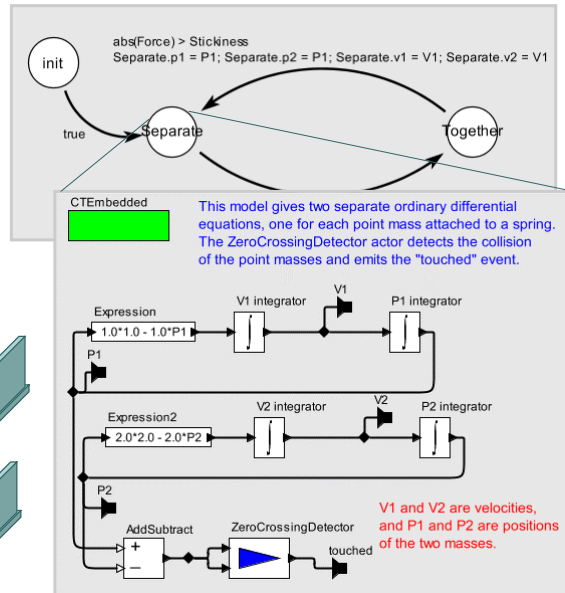 abs(Force) > Stickiness
Separate.p1 = P1; Separate.p2 = P1; Separate.v1 = V1; Separate.v2 = V1
init
true
Separate
Together
CTEmbedded
This model gives two separate ordinary differential
equations, one for each point mass attached to a spring.
The ZeroCrossingDetector actor detects the collision
of the point masses and emits the "touched" event.
V1 integrator
V1
P1 integrator
Expression
1.0*1.0 - 1.0*P1
∫
∫
P1
V2 integrator
V2
P2 integrator
Expression2
2.0*2.0 - 2.0*P2
∫
∫
P2
V1 and V2 are velocities,
and P1 and P2 are positions
of the two masses.
AddSubtract
ZeroCrossingDetector
touched
+
−